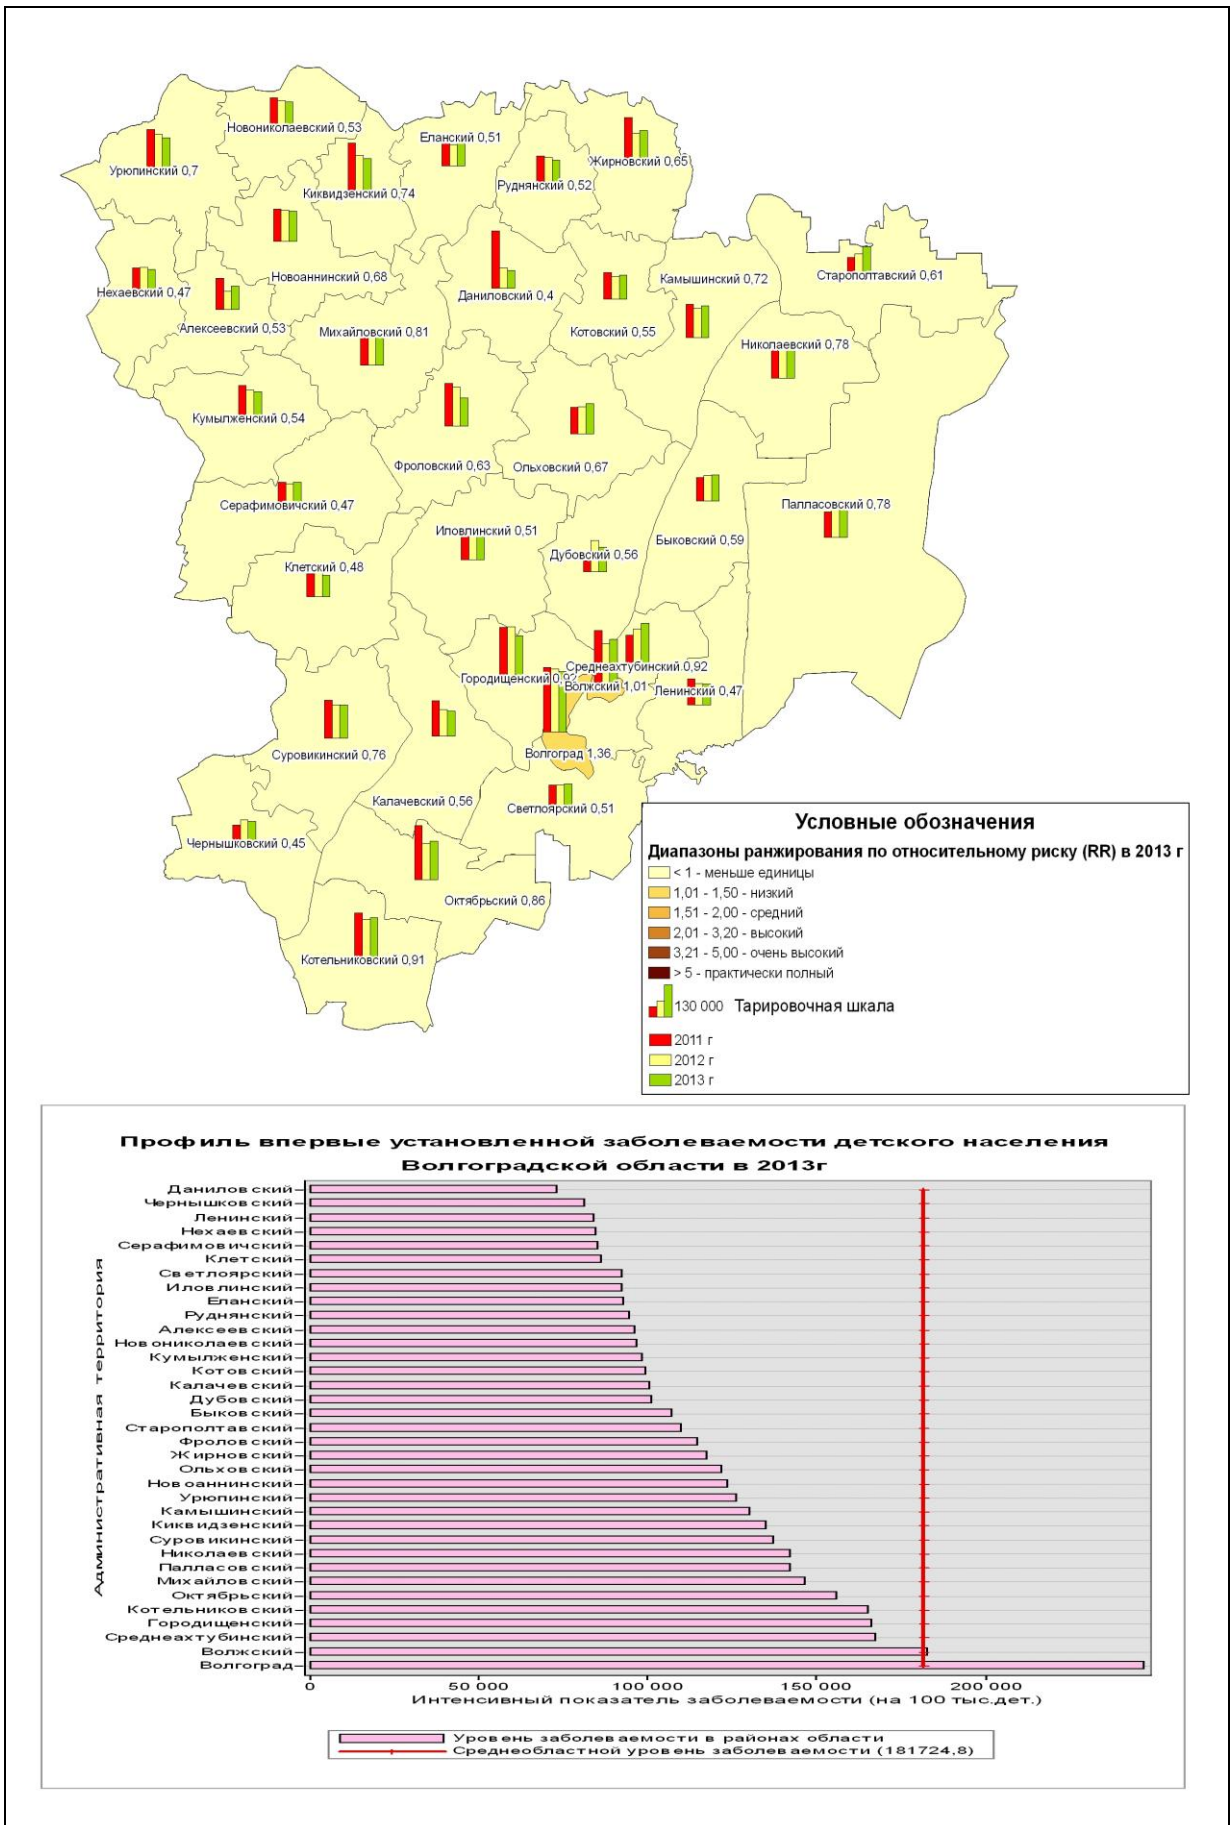 Новониколаевский 0,53
Еланский 0,51
Урюпинский 0,7
Киквидзенский 0,74
Руднянский 0,52
Жирновский 0,65
Новоаннинский 0,68
Нехаевский 0,47
Алексеевский 0,53
Михайловский 0,81
Даниловский 0,4
Котовский 0,55
Камышинский 0,72
Старополтавский 0,61
Николаевский 0,78
Кумылженский 0,54
Фроловский 0,63
Ольховский 0,67
Серафимовичский 0,47
Иловлинский 0,51
Дубовский 0,56
Быковский 0,59
Палласовский 0,78
Клетский 0,48
Городищенский 0,92
Среднеахтубинский 0,92
Волжский 1,01
Ленинский 0,47
Суровикинский 0,76
Волгоград 1,36
Калачевский 0,56
Светлоярский 0,51
Чернышковский 0,45
Октябрьский 0,86
Котельниковский 0,91
Условные обозначения
Диапазоны ранжирования по относительному риску (RR) в 2013 г
< 1 - меньше единицы
1,01 - 1,50 - низкий
1,51 - 2,00 - средний
2,01 - 3,20 - высокий
3,21 - 5,00 - очень высокий
> 5 - практически полный
130 000 Тарировочная шкала
2011 г
2012 г
2013 г
Профиль впервые установленной заболеваемости детского населения
Волгоградской области в 2013г
Административная территория
Даниловский
Чернышковский
Ленинский
Нехаевский
Серафимовичский
Клетский
Светлоярский
Иловлинский
Еланский
Руднянский
Алексеевский
Новониколаевский
Кумылженский
Котовский
Калачевский
Дубовский
Быковский
Старополтавский
Фроловский
Жирновский
Ольховский
Новоаннинский
Урюпинский
Камышинский
Киквидзенский
Суровикинский
Николаевский
Палласовский
Михайловский
Октябрьский
Котельниковский
Городищенский
Среднеахтубинский
Волжский
Волгоград
0 50 000 100 000 150 000 200 000
Интенсивный показатель заболеваемости (на 100 тыс.дет.)
Уровень заболеваемости в районах области
Среднеобластной уровень заболеваемости (181724,8)